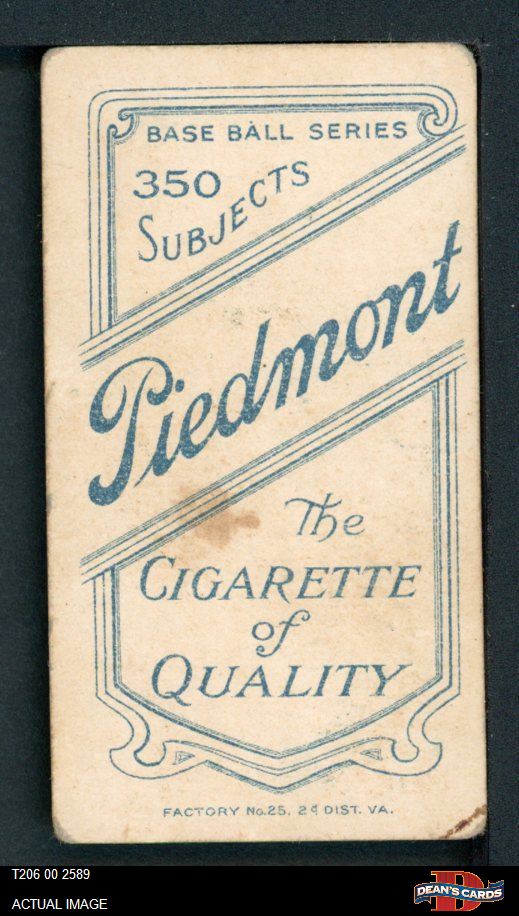 BASE BALL SERIES
350
SUBJECTS
Piedmont
The
CIGARETTE
of
QUALITY
FACTORY No. 25. 2d DIST. VA.
T206 00 2589
ACTUAL IMAGE
D
DEAN'S CARDS